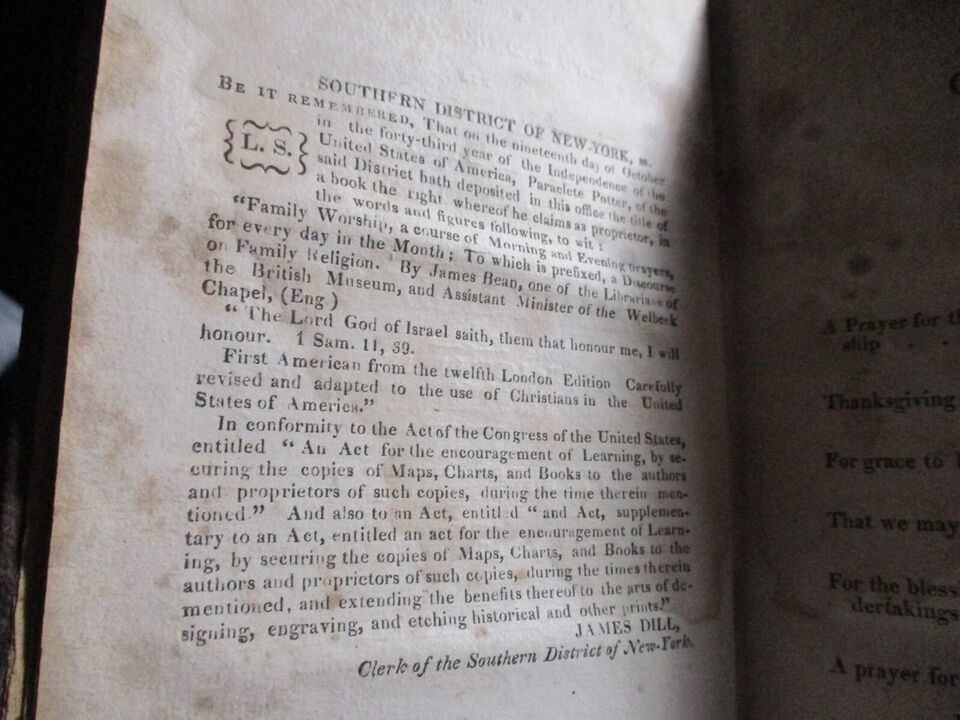 SOUTHERN DISTRICT OF NEW-YORK, ss.
BE IT REMEMBERED, That on the nineteenth day of October
in the forty-third year of the Independence of the
United States of America, Paraclete Potter, of the
said District hath deposited in this office the title of
a book the right whereof he claims as proprietor, in
the words and figures following, to wit:
L. S.
"Family Worship, a course of Morning and Evening prayers,
for every day in the Month; To which is prefixed, a Discourse
on Family Religion. By James Bean, one of the Librarians of
the British Museum, and Assistant Minister of the Welbeck
Chapel, (Eng)
"The Lord God of Israel saith, them that honour me, I will
honour. 1 Sam. 11, 39.
First American from the twelfth London Edition Carefully
revised and adapted to the use of Christians in the United
States of America."
In conformity to the Act of the Congress of the United States,
entitled "An Act for the encouragement of Learning, by se-
curing the copies of Maps, Charts, and Books to the authors
and proprietors of such copies, during the time therein men-
tioned." And also to an Act, entitled "and Act, supplemen-
tary to an Act, entitled an act for the encouragement of Learn-
ing, by securing the copies of Maps, Charts, and Books to the
authors and proprietors of such copies, during the times therein
mentioned, and extending the benefits thereof to the arts of de-
signing, engraving, and etching historical and other prints."
JAMES DILL,
Clerk of the Southern District of New-York.
A Prayer for
ship . .
Thanksgiving
For grace to
That we may
For the
dertakings
A prayer for